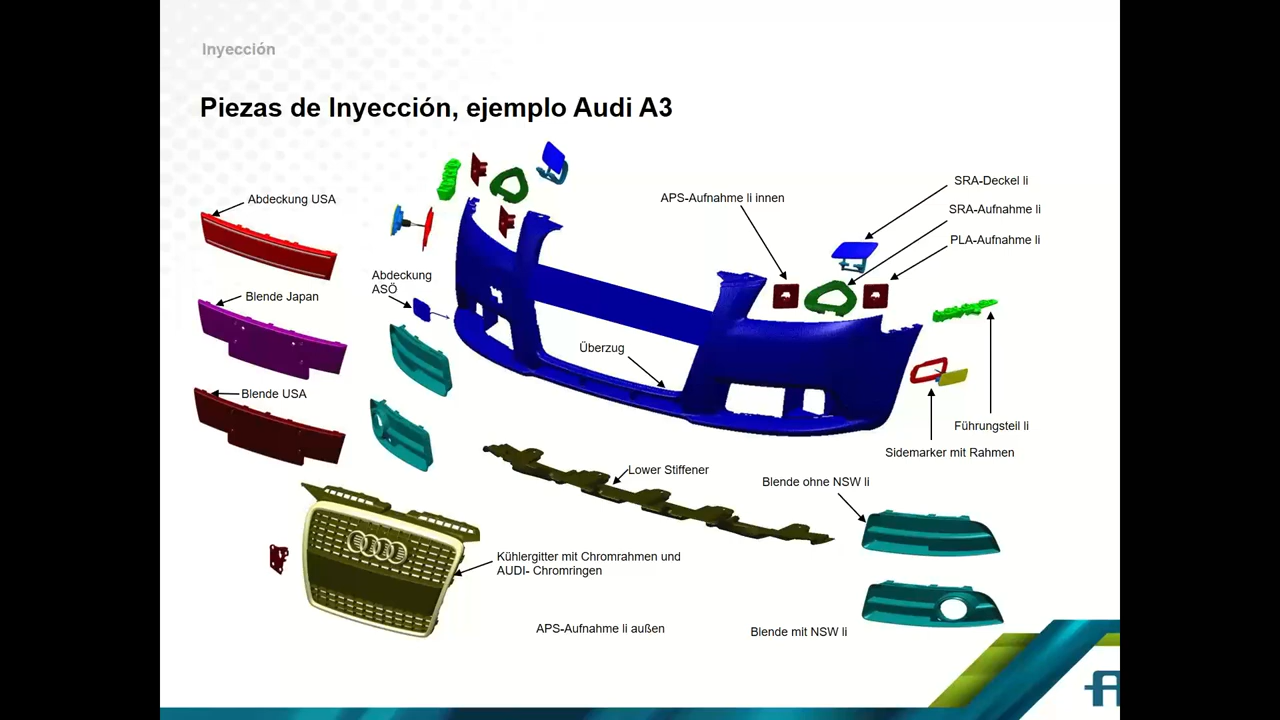 Inyección
Piezas de Inyección, ejemplo Audi A3
SRA-Deckel li
Abdeckung USA
APS-Aufnahme li innen
SRA-Aufnahme li
PLA-Aufnahme li
Abdeckung
ASÖ
Blende Japan
Überzug
Blende USA
Führungsteil li
Sidemarker mit Rahmen
Lower Stiffener
Blende ohne NSW li
Kühlergitter mit Chromrahmen und
AUDI- Chromringen
APS-Aufnahme li außen
Blende mit NSW li